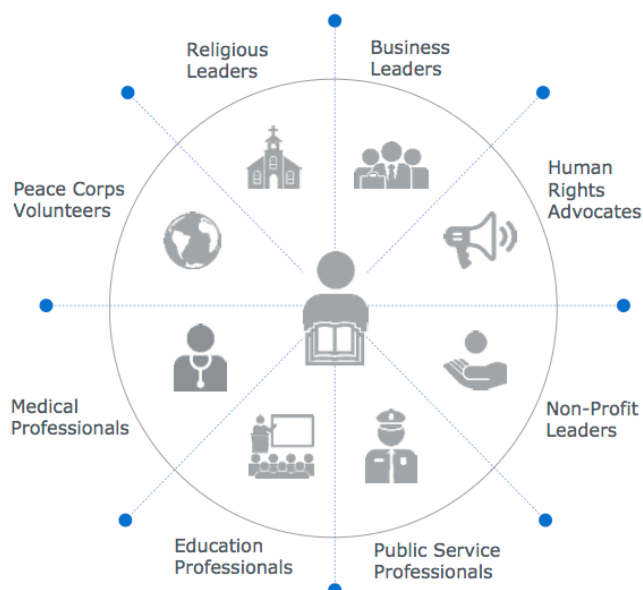 Religious
Leaders
Business
Leaders
Human
Rights
Advocates
Peace Corps
Volunteers
Medical
Professionals
Non-Profit
Leaders
Education
Professionals
Public Service
Professionals